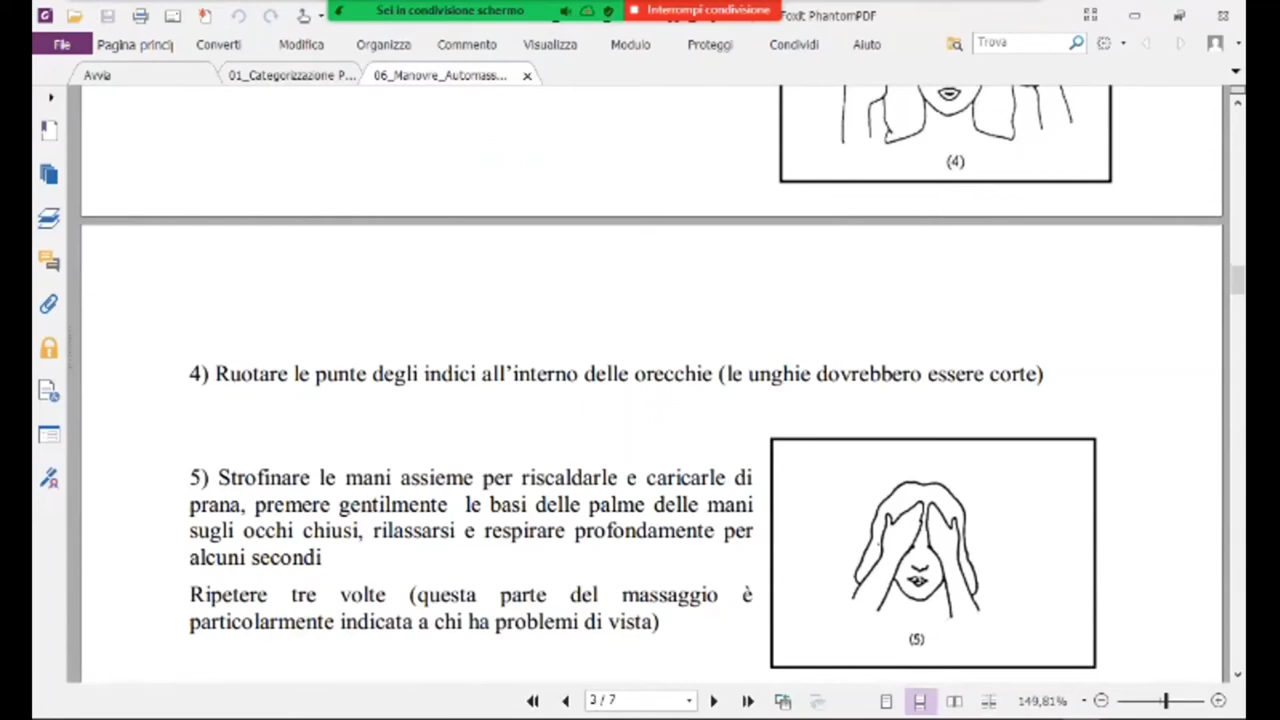 Sei in condivisione schermo
Interrompi condivisione
Foxit PhantomPDF
File
Pagina princip
Converti
Modifica
Organizza
Commento
Visualizza
Modulo
Proteggi
Condividi
Aiuto
Trova
Avvia
01_Categorizzazione P...
06_Manovre_Automass...
(4)
4) Ruotare le punte degli indici all’interno delle orecchie (le unghie dovrebbero essere corte)
5) Strofinare le mani assieme per riscaldarle e caricarle di
prana, premere gentilmente le basi delle palme delle mani
sugli occhi chiusi, rilassarsi e respirare profondamente per
alcuni secondi
Ripetere tre volte (questa parte del massaggio è
particolarmente indicata a chi ha problemi di vista)
(5)
3 / 7
149,81%